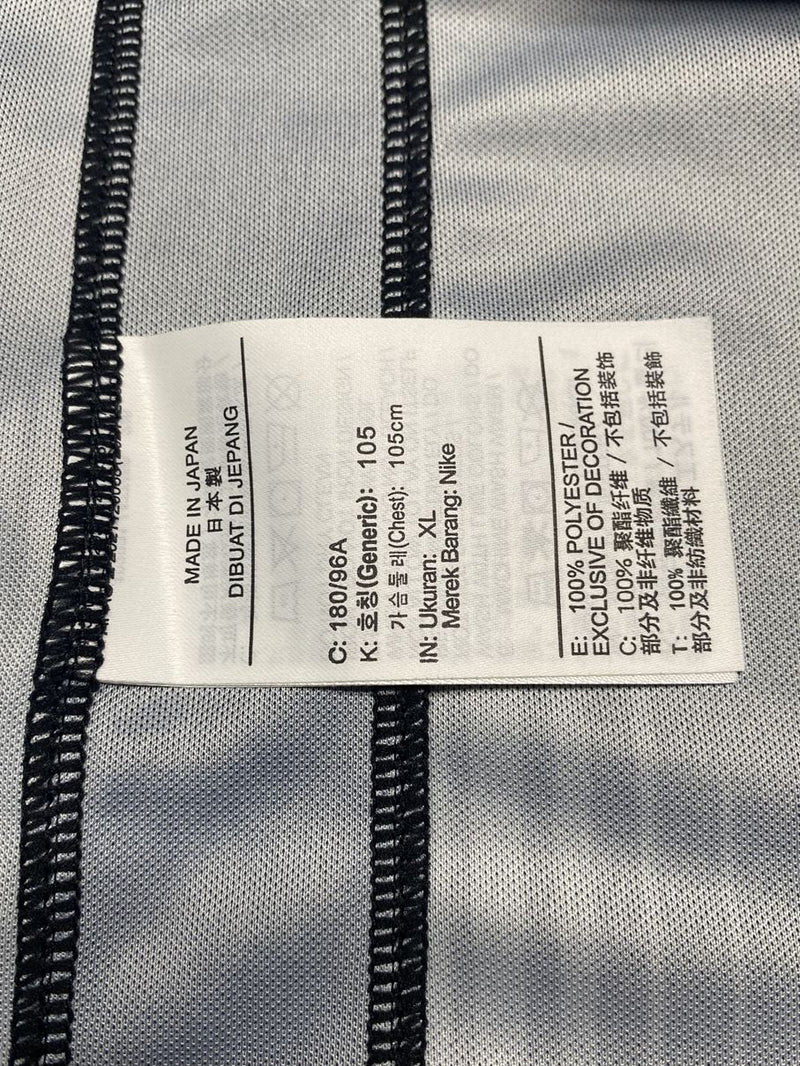 MADE IN JAPAN
日本製
DIBUAT DI JEPANG
C: 180/96A
K: 호칭(Generic): 105
가슴둘레(Chest): 105cm
IN: Ukuran: XL
Merek Barang: Nike
E: 100% POLYESTER /
EXCLUSIVE OF DECORATION
C: 100% 聚酯纤维 / 不包括装饰
部分及非纤维物质
T: 100% 聚酯纖維 / 不包括裝飾
部分及非紡織材料